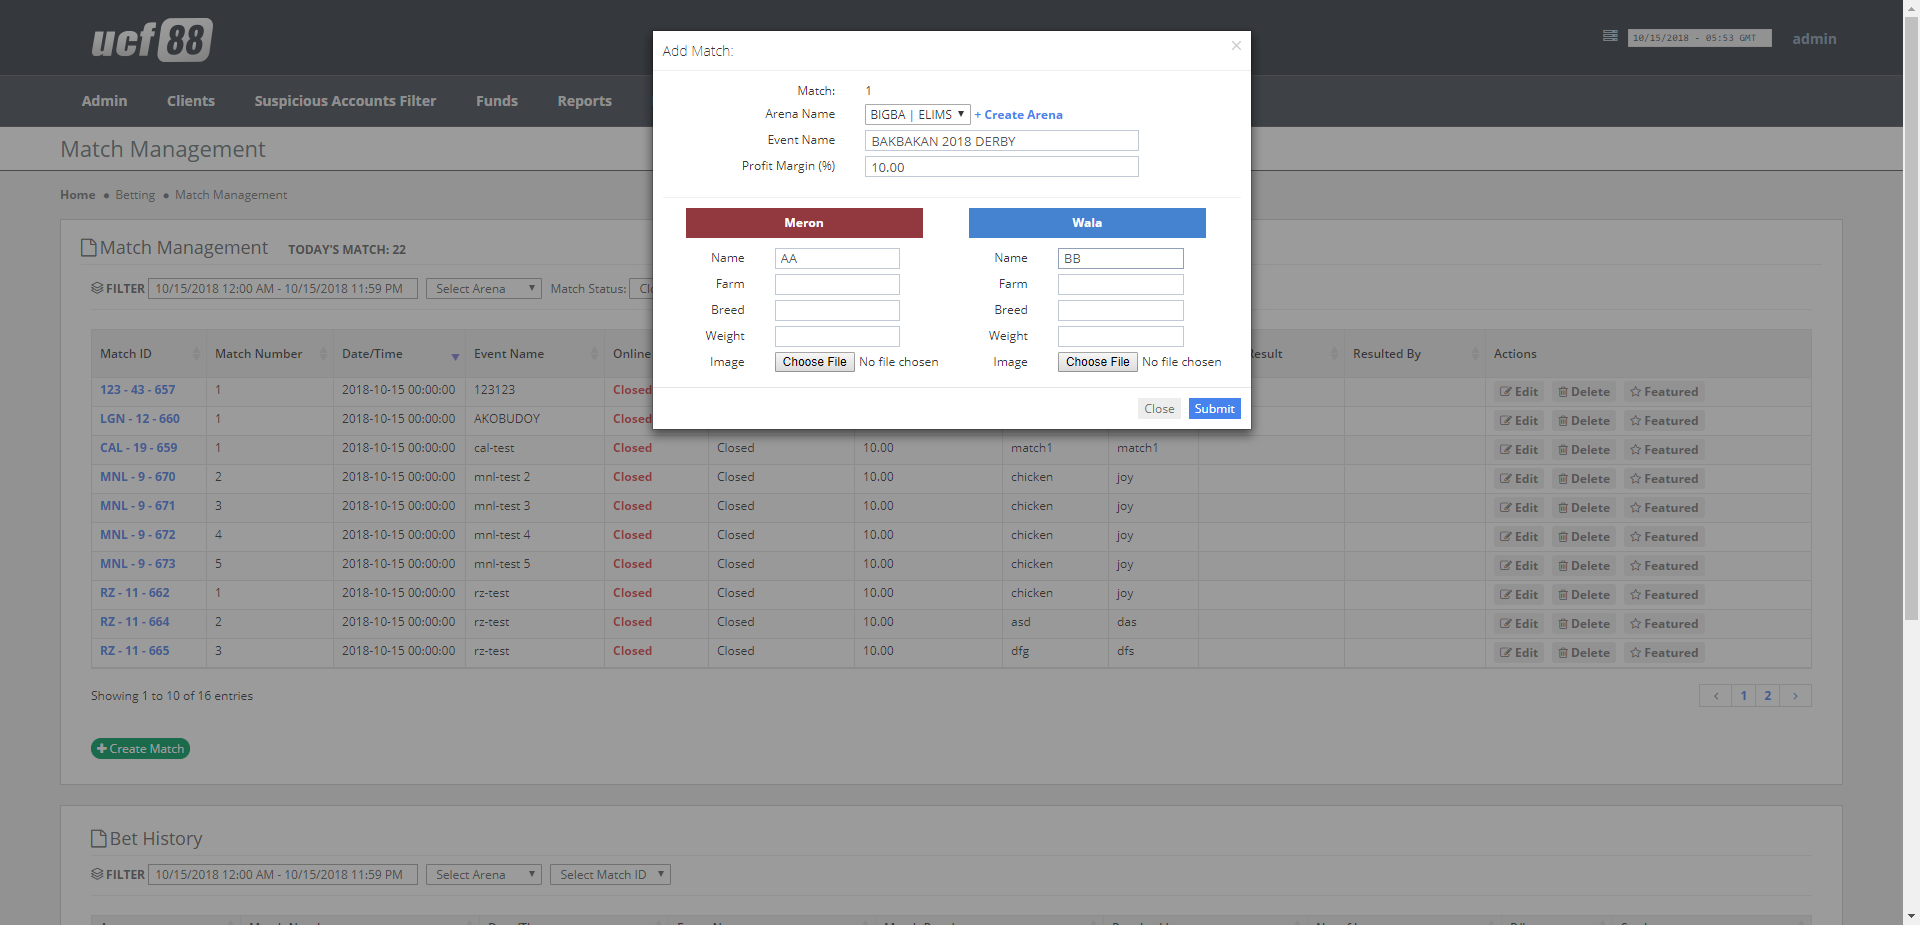 ucf 88
10/15/2018 - 05:53 GMT
admin
Admin Clients Suspicious Accounts Filter Funds Reports
Match Management
Home • Betting • Match Management
Match Management TODAY'S MATCH: 22
FILTER 10/15/2018 12:00 AM - 10/15/2018 11:59 PM Select Arena Match Status:
Match ID Match Number Date/Time Event Name Online Result Resulted By Actions
123 - 43 - 657 1 2018-10-15 00:00:00 123123 Closed Edit Delete Featured
LGN - 12 - 660 1 2018-10-15 00:00:00 AKOBUDOY Closed Edit Delete Featured
CAL - 19 - 659 1 2018-10-15 00:00:00 cal-test Closed Closed 10.00 match1 match1 Edit Delete Featured
MNL - 9 - 670 2 2018-10-15 00:00:00 mnl-test 2 Closed Closed 10.00 chicken joy Edit Delete Featured
MNL - 9 - 671 3 2018-10-15 00:00:00 mnl-test 3 Closed Closed 10.00 chicken joy Edit Delete Featured
MNL - 9 - 672 4 2018-10-15 00:00:00 mnl-test 4 Closed Closed 10.00 chicken joy Edit Delete Featured
MNL - 9 - 673 5 2018-10-15 00:00:00 mnl-test 5 Closed Closed 10.00 chicken joy Edit Delete Featured
RZ - 11 - 662 1 2018-10-15 00:00:00 rz-test Closed Closed 10.00 chicken joy Edit Delete Featured
RZ - 11 - 664 2 2018-10-15 00:00:00 rz-test Closed Closed 10.00 asd das Edit Delete Featured
RZ - 11 - 665 3 2018-10-15 00:00:00 rz-test Closed Closed 10.00 dfg dfs Edit Delete Featured
Showing 1 to 10 of 16 entries
‹ 1 2 ›
+ Create Match
Bet History
FILTER 10/15/2018 12:00 AM - 10/15/2018 11:59 PM Select Arena Select Match ID
Add Match: ×
Match: 1
Arena Name BIGBA | ELIMS + Create Arena
Event Name BAKBAKAN 2018 DERBY
Profit Margin (%) 10.00
Meron Wala
Name AA Name BB
Farm Farm
Breed Breed
Weight Weight
Image Choose File No file chosen Image Choose File No file chosen
Close Submit